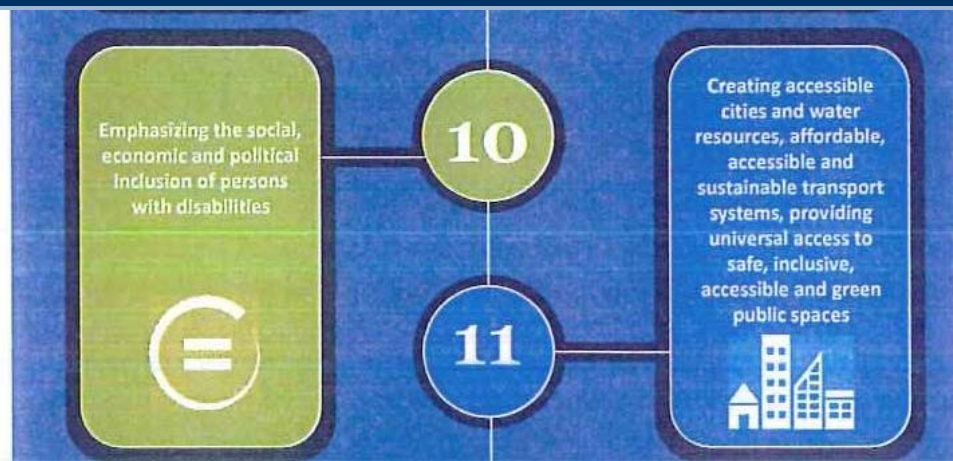 Emphasizing the social,
economic and political
inclusion of persons
with disabilities
10
Creating accessible
cities and water
resources, affordable,
accessible and
sustainable transport
systems, providing
universal access to
safe, inclusive,
accessible and green
public spaces
11